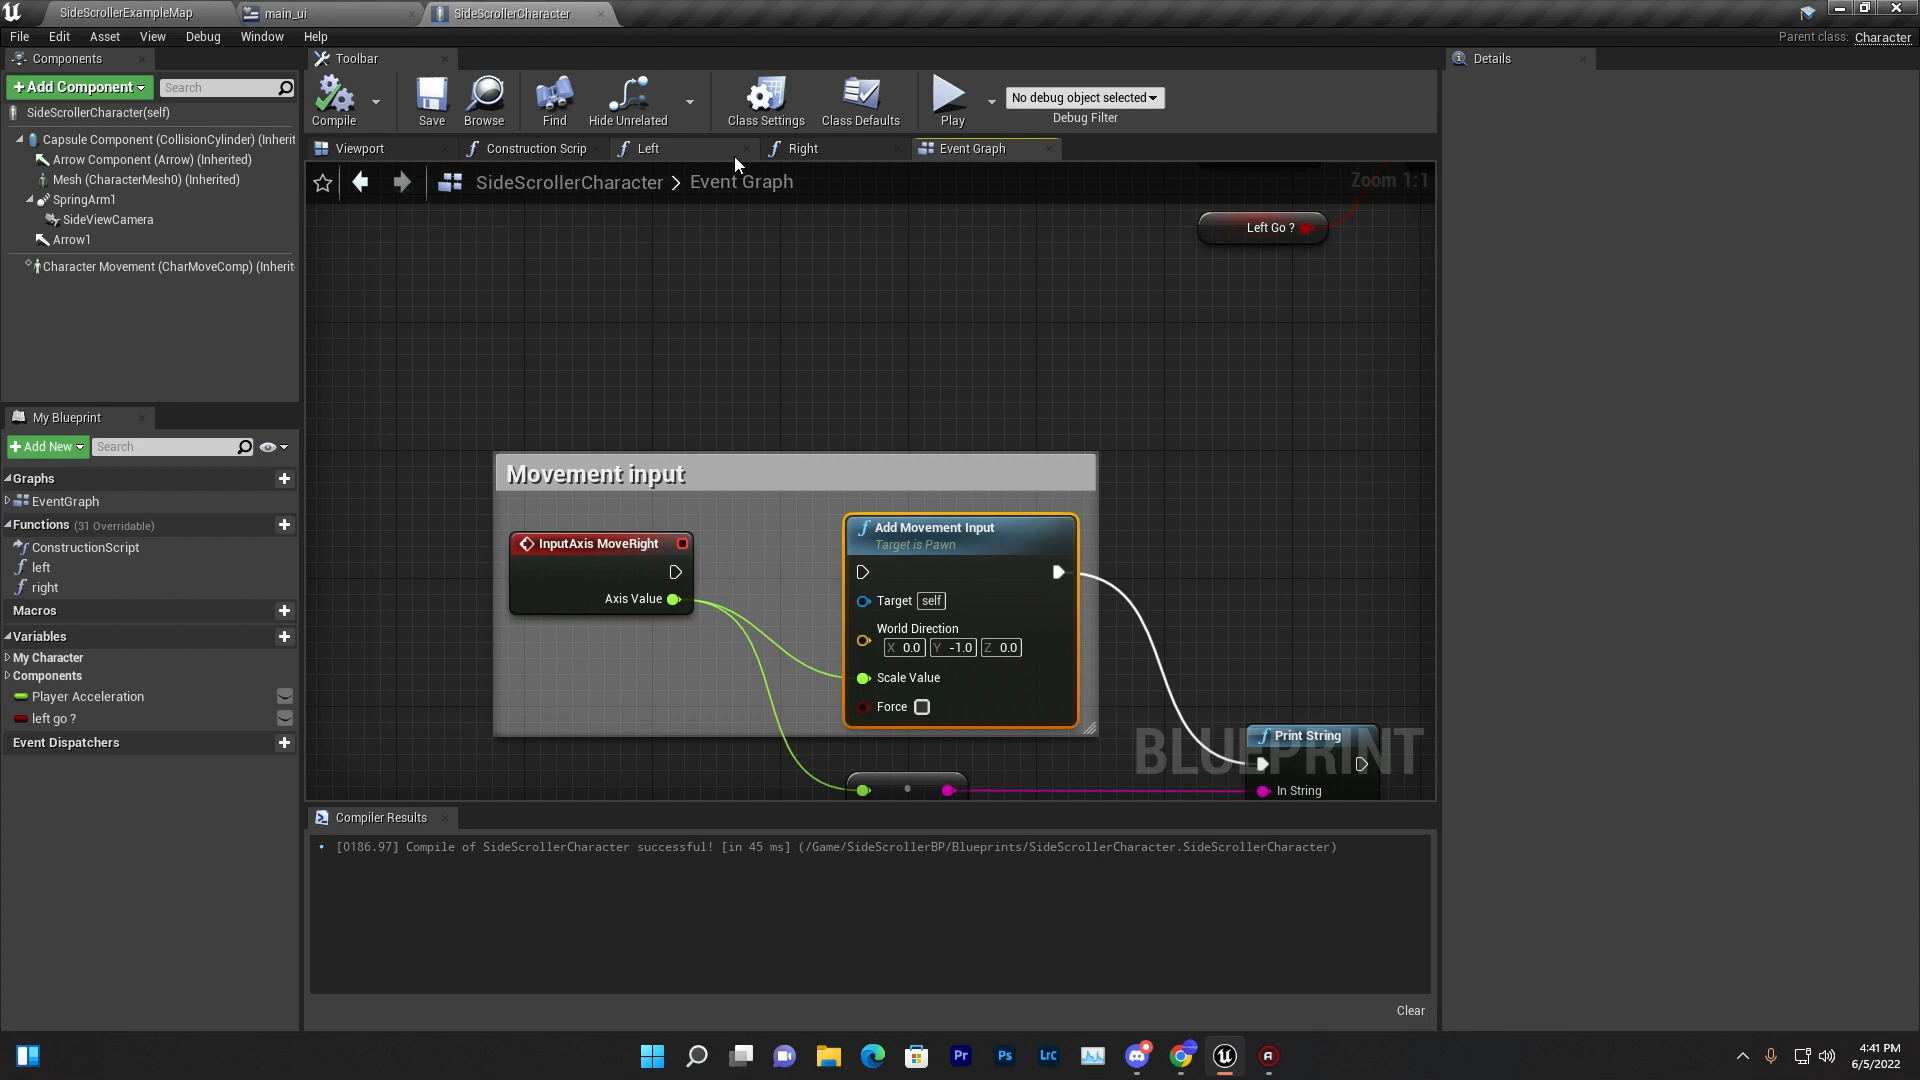 SideScrollerExampleMap
main_ui
SideScrollerCharacter
File Edit Asset View Debug Window Help
Parent class: Character
Components
Toolbar
Details
+ Add Component
Search
SideScrollerCharacter(self)
Capsule Component (CollisionCylinder) (Inherit
Arrow Component (Arrow) (Inherited)
Mesh (CharacterMesh0) (Inherited)
SpringArm1
SideViewCamera
Arrow1
Character Movement (CharMoveComp) (Inherit
Compile
Save
Browse
Find
Hide Unrelated
Class Settings
Class Defaults
Play
No debug object selected
Debug Filter
Viewport
Construction Scrip
Left
Right
Event Graph
SideScrollerCharacter > Event Graph
Zoom 1:1
Left Go ?
My Blueprint
+ Add New
Search
Graphs
EventGraph
Functions (31 Overridable)
ConstructionScript
left
right
Macros
Variables
My Character
Components
Player Acceleration
left go ?
Event Dispatchers
Movement input
InputAxis MoveRight
Axis Value
Add Movement Input
Target is Pawn
Target self
World Direction
X 0.0 Y -1.0 Z 0.0
Scale Value
Force
Print String
In String
BLUEPRINT
Compiler Results
• [0186.97] Compile of SideScrollerCharacter successful! [in 45 ms] (/Game/SideScrollerBP/Blueprints/SideScrollerCharacter.SideScrollerCharacter)
Clear
Pr
Ps
LrC
4:41 PM
6/5/2022